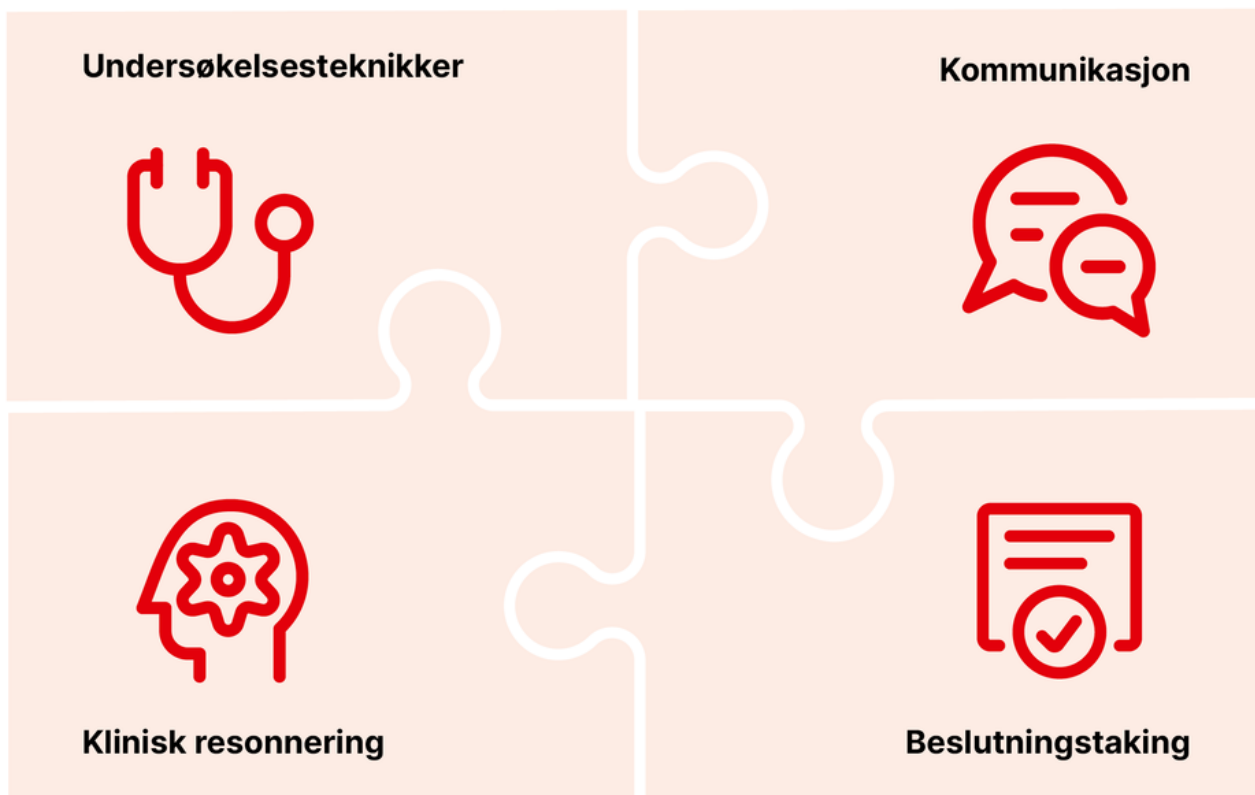 Undersøkelsesteknikker
Kommunikasjon
Klinisk resonnering
Beslutningstaking